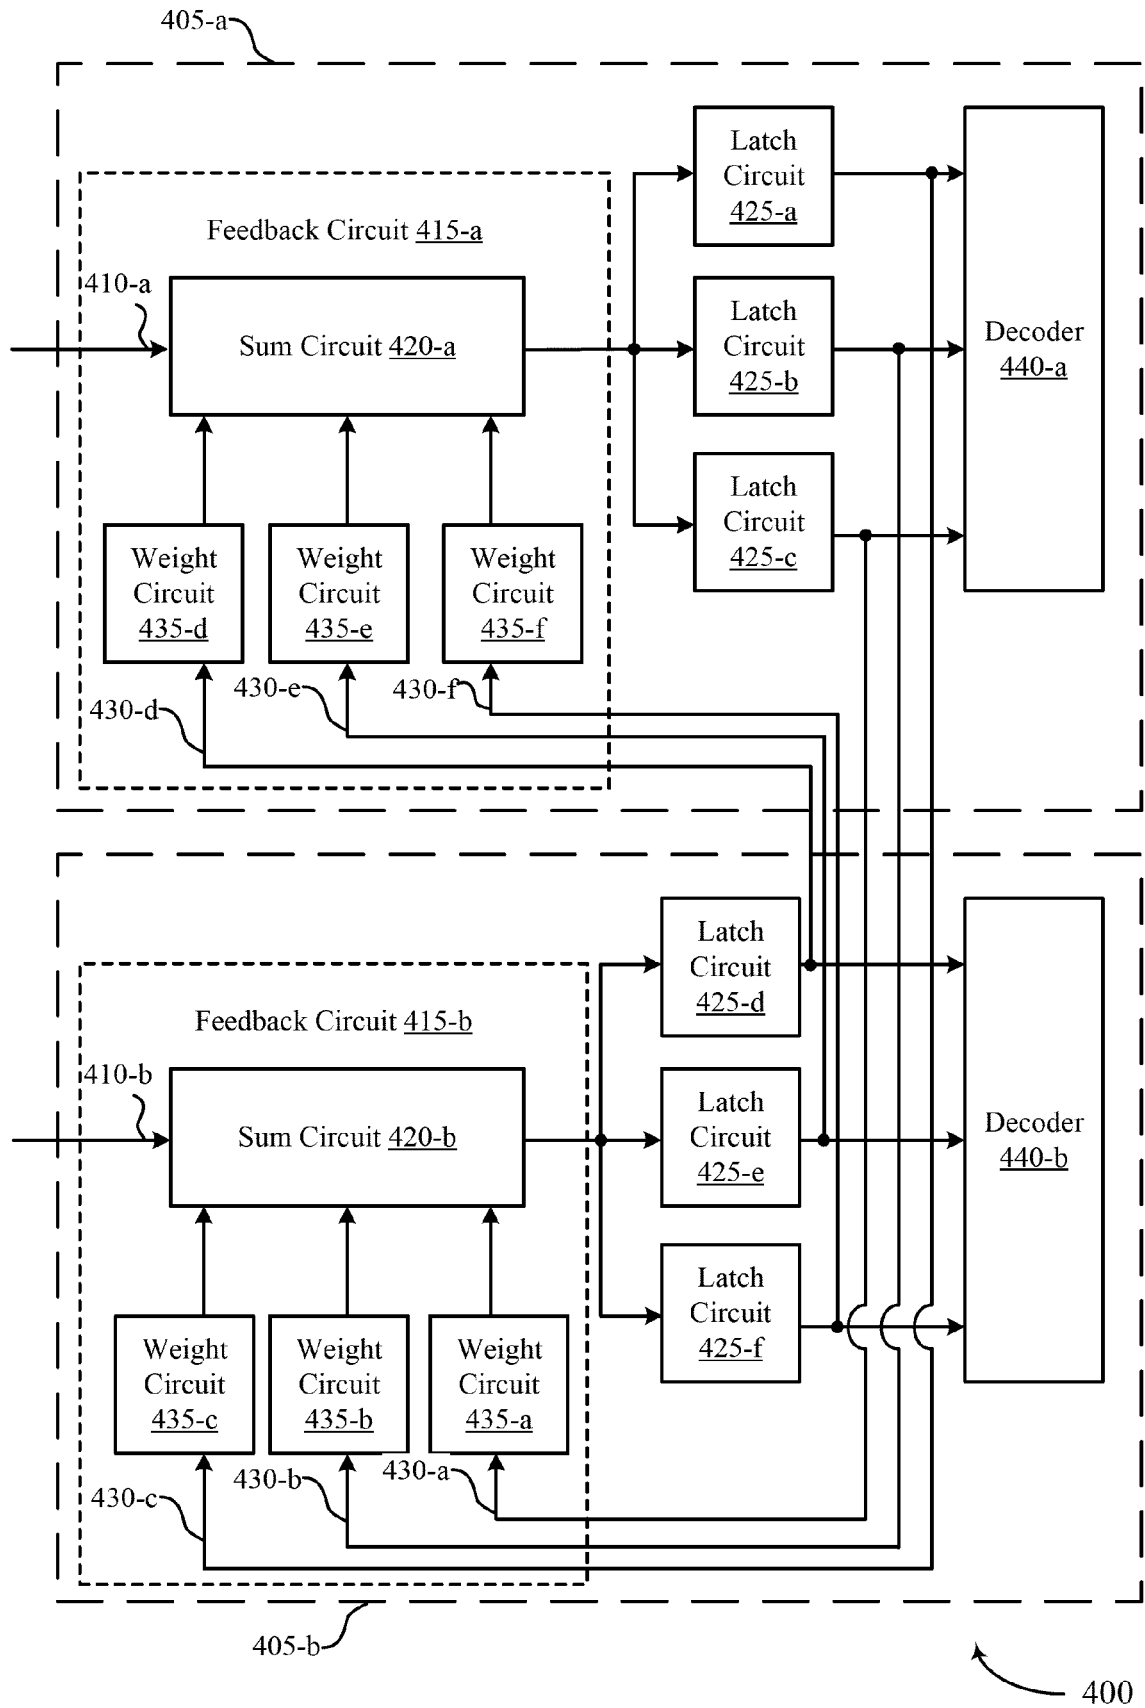 405-a
Latch
Circuit
425-a
Feedback Circuit 415-a
410-a
Sum Circuit 420-a
Latch
Circuit
425-b
Decoder
440-a
Latch
Circuit
425-c
Weight
Circuit
435-d
Weight
Circuit
435-e
Weight
Circuit
435-f
430-d
430-e
430-f
Latch
Circuit
425-d
Feedback Circuit 415-b
410-b
Sum Circuit 420-b
Latch
Circuit
425-e
Decoder
440-b
Latch
Circuit
425-f
Weight
Circuit
435-c
Weight
Circuit
435-b
Weight
Circuit
435-a
430-c
430-b
430-a
405-b
400